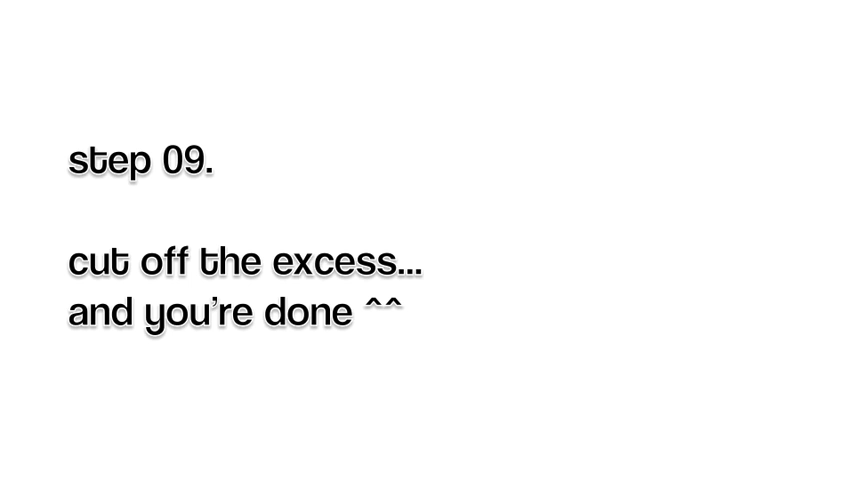 step 09.
cut off the excess...
and you’re done ^^